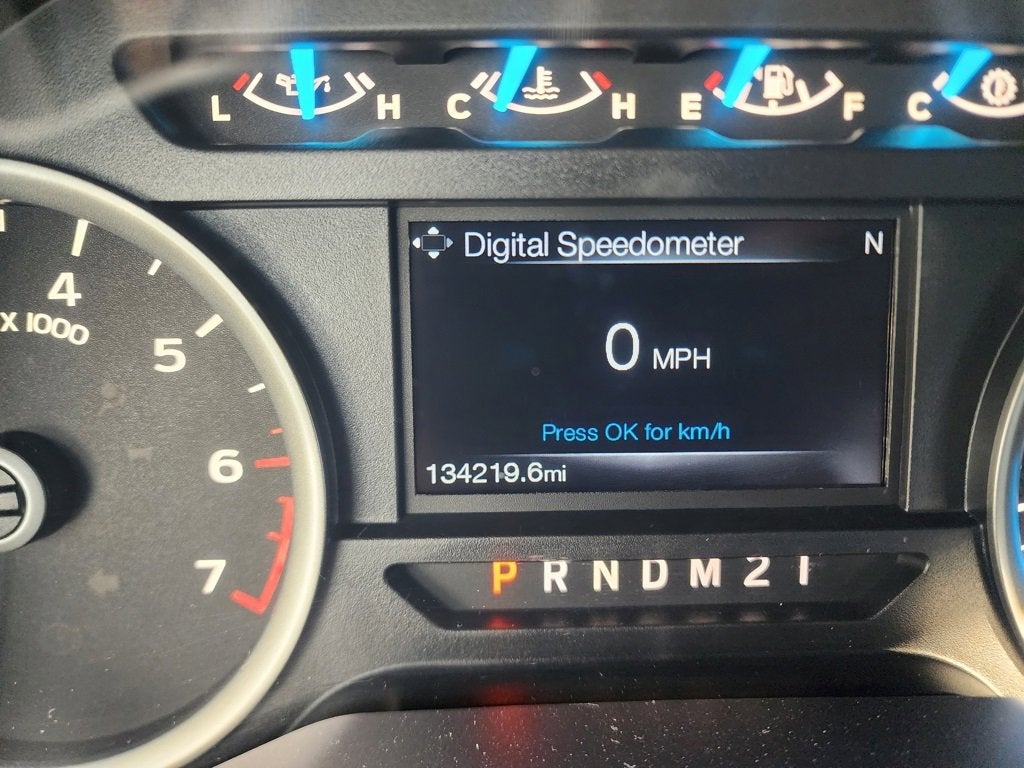 L H C H E F C
Digital Speedometer N
4
x 1000
5
0 MPH
Press OK for km/h
6
134219.6mi
7
P R N D M 2 1